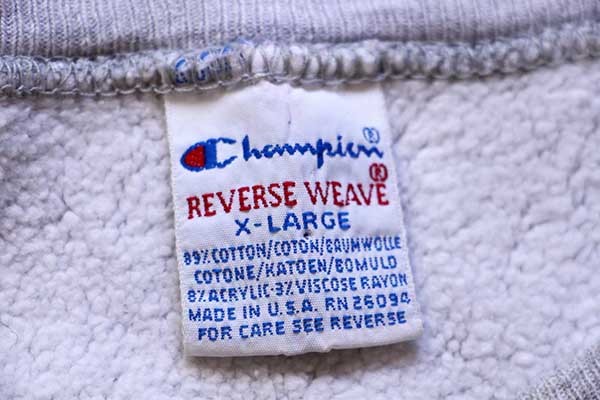 Champion®
REVERSE WEAVE®
X-LARGE
89% COTTON/COTON/BAUMWOLLE
COTONE/KATOEN/BOMULD
8% ACRYLIC-3% VISCOSE RAYON
MADE IN U.S.A. RN 26094
FOR CARE SEE REVERSE